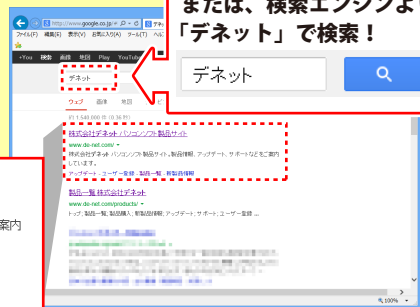 または、検索エンジンよ
「デネット」で検索！
デネット
http://www.google.co.jp/
ファイル(F) 編集(E) 表示(V) お気に入り(A) ツール(T)
+You 検索 画像 地図 Play YouTube
デネット
ウェブ 画像 地図
約 1,540,000 件 (0.36 秒)
株式会社デネット パソコンソフト製品サイト
www.de-net.com/
株式会社デネット パソコンソフト製品サイト。製品情報、アップデート、サポートなどをご案内
しています。
アップデート - ユーザー登録 - 製品一覧 - 新製品情報
製品一覧 株式会社デネット
www.de-net.com/products/
トップ; 製品一覧; 製品購入; 新製品情報; アップデート; サポート; ユーザー登録 ...
案内
100%